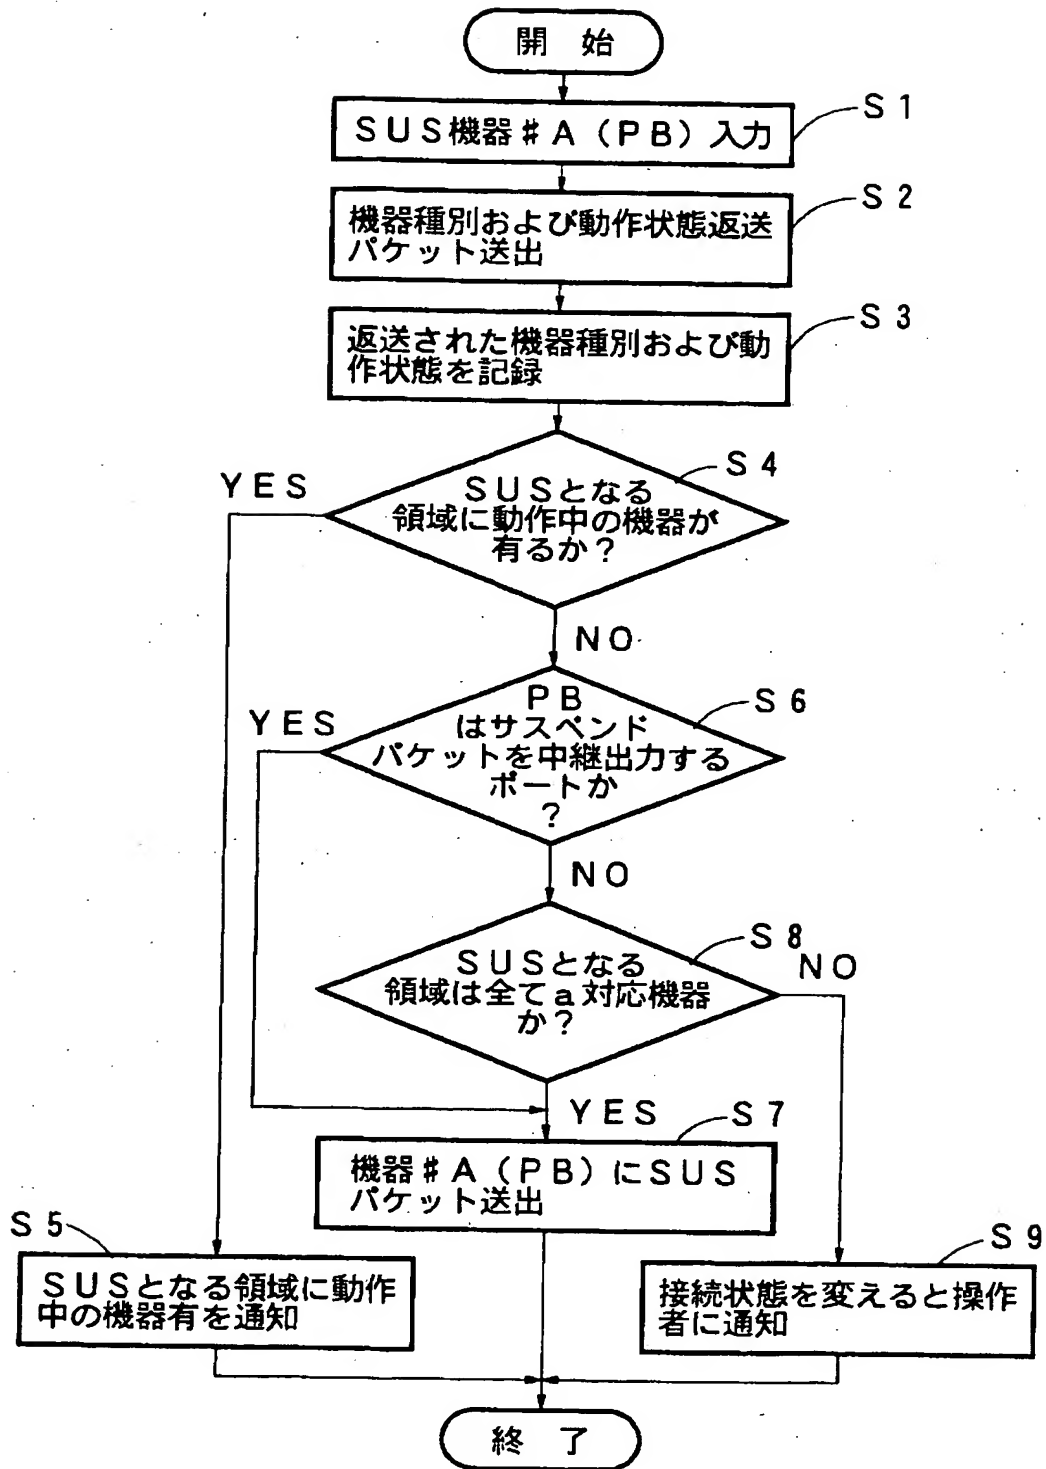 開 始
SUS機器#A(PB)入力
S1
機器種別および動作状態返送
パケット送出
S2
返送された機器種別および動
作状態を記録
S3
SUSとなる
領域に動作中の機器が
有るか?
S4
YES
NO
PB
はサスペンド
パケットを中継出力する
ポートか
?
S6
YES
NO
SUSとなる
領域は全てa対応機器
か?
S8
NO
YES
S7
機器#A(PB)にSUS
パケット送出
S5
SUSとなる領域に動作
中の機器有を通知
S9
接続状態を変えると操作
者に通知
終 了